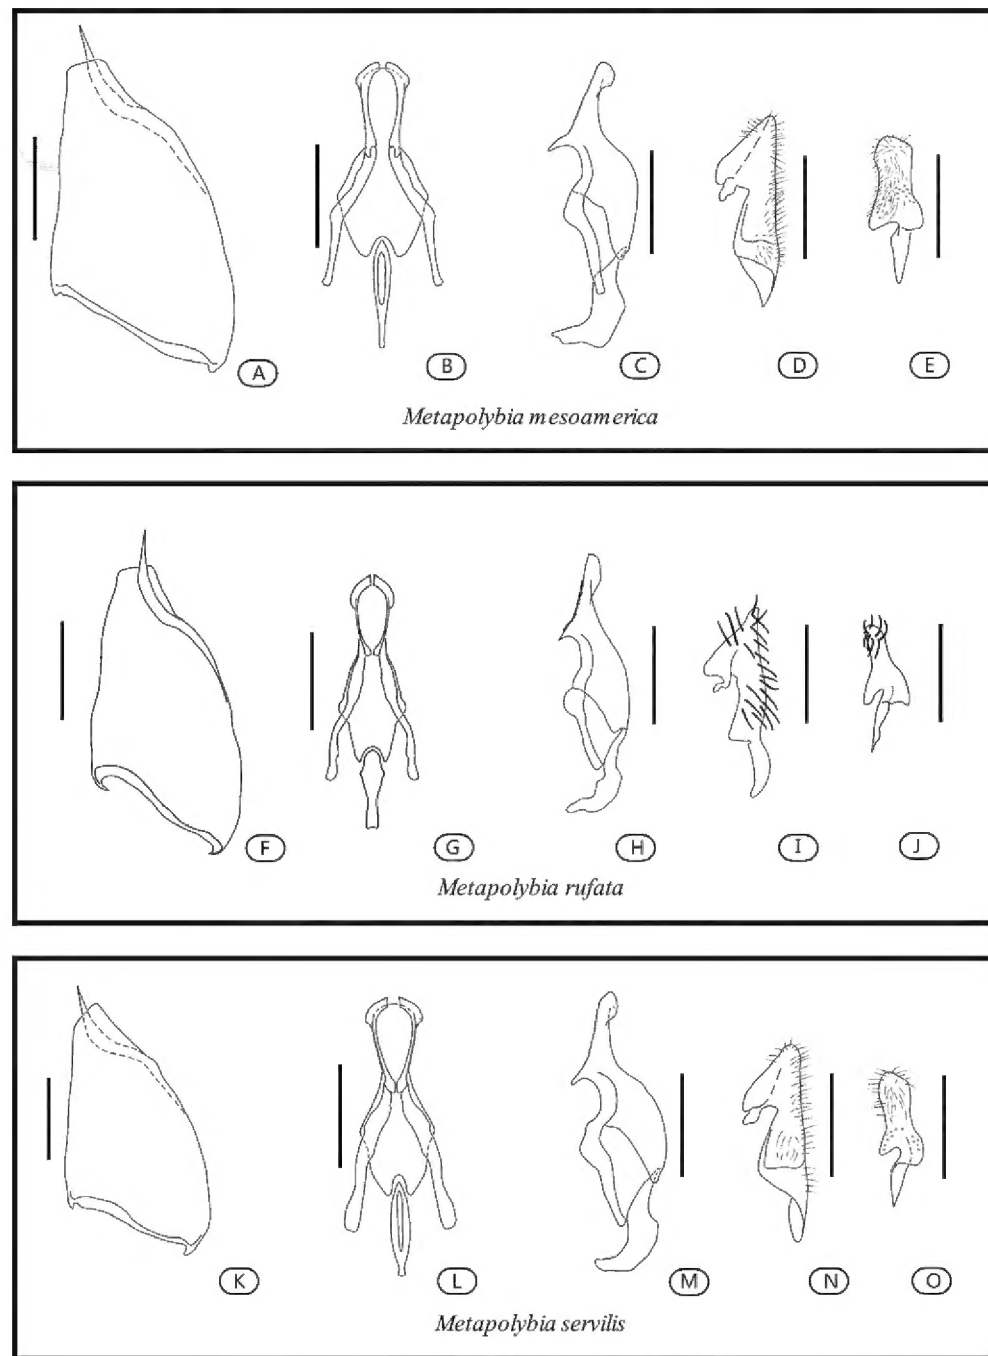 A B C D E
Metapolybia mesoamerica
F G H I J
Metapolybia rufata
K L M N O
Metapolybia servilis